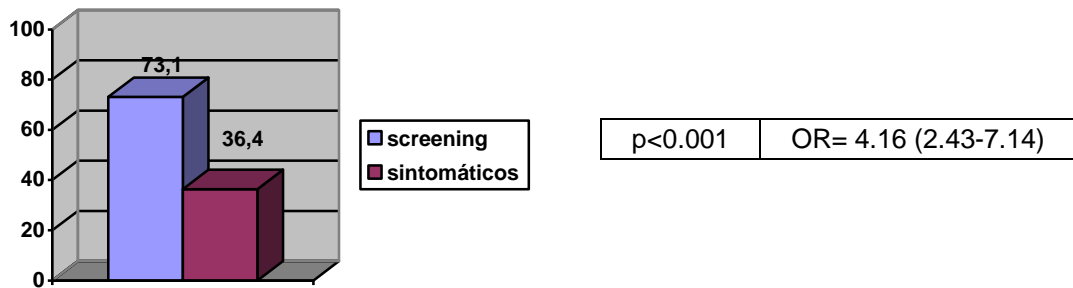 100
80
60
40
20
0
73,1
36,4
screening
sintomáticos
p<0.001 OR= 4.16 (2.43-7.14)